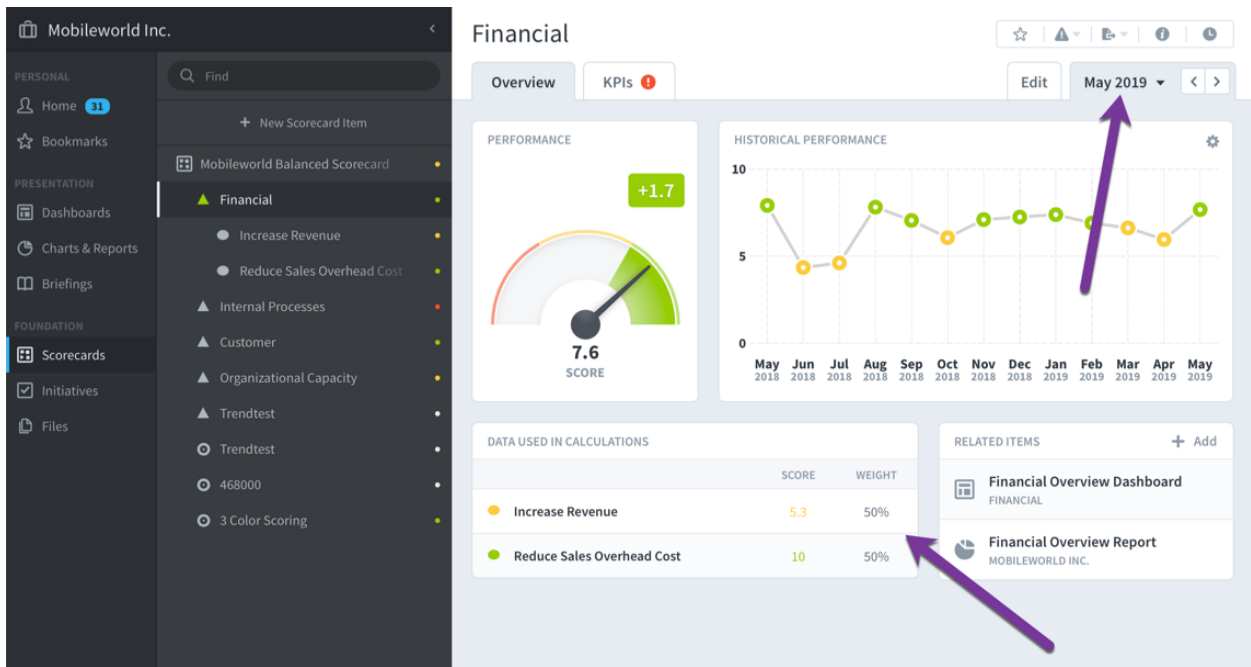 Mobileworld Inc.
PERSONAL
Home 31
Bookmarks
PRESENTATION
Dashboards
Charts & Reports
Briefings
FOUNDATION
Scorecards
Initiatives
Files
Find
+ New Scorecard Item
Mobileworld Balanced Scorecard
Financial
Increase Revenue
Reduce Sales Overhead Cost
Internal Processes
Customer
Organizational Capacity
Trendtest
Trendtest
468000
3 Color Scoring
Financial
Overview KPIs
Edit May 2019
PERFORMANCE
+1.7
7.6
SCORE
HISTORICAL PERFORMANCE
10
5
0
May Jun Jul Aug Sep Oct Nov Dec Jan Feb Mar Apr May
2018 2018 2018 2018 2018 2018 2018 2018 2019 2019 2019 2019 2019
DATA USED IN CALCULATIONS
SCORE WEIGHT
Increase Revenue 5.3 50%
Reduce Sales Overhead Cost 10 50%
RELATED ITEMS + Add
Financial Overview Dashboard
FINANCIAL
Financial Overview Report
MOBILEWORLD INC.